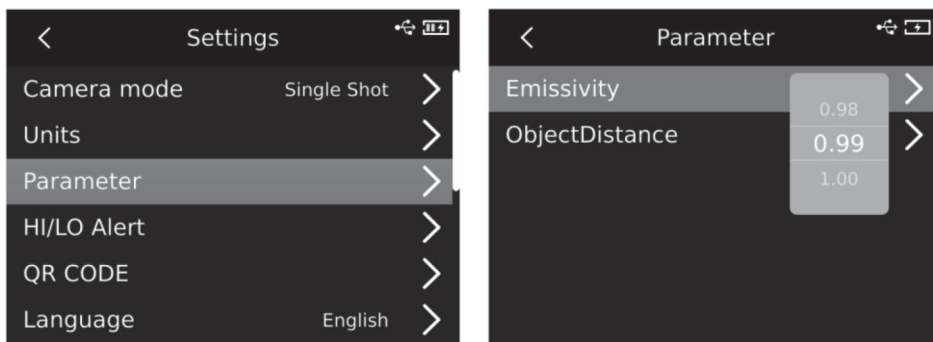 Settings
Camera mode Single Shot
Units
Parameter
HI/LO Alert
QR CODE
Language English
Parameter
Emissivity
0.98
0.99
1.00
ObjectDistance